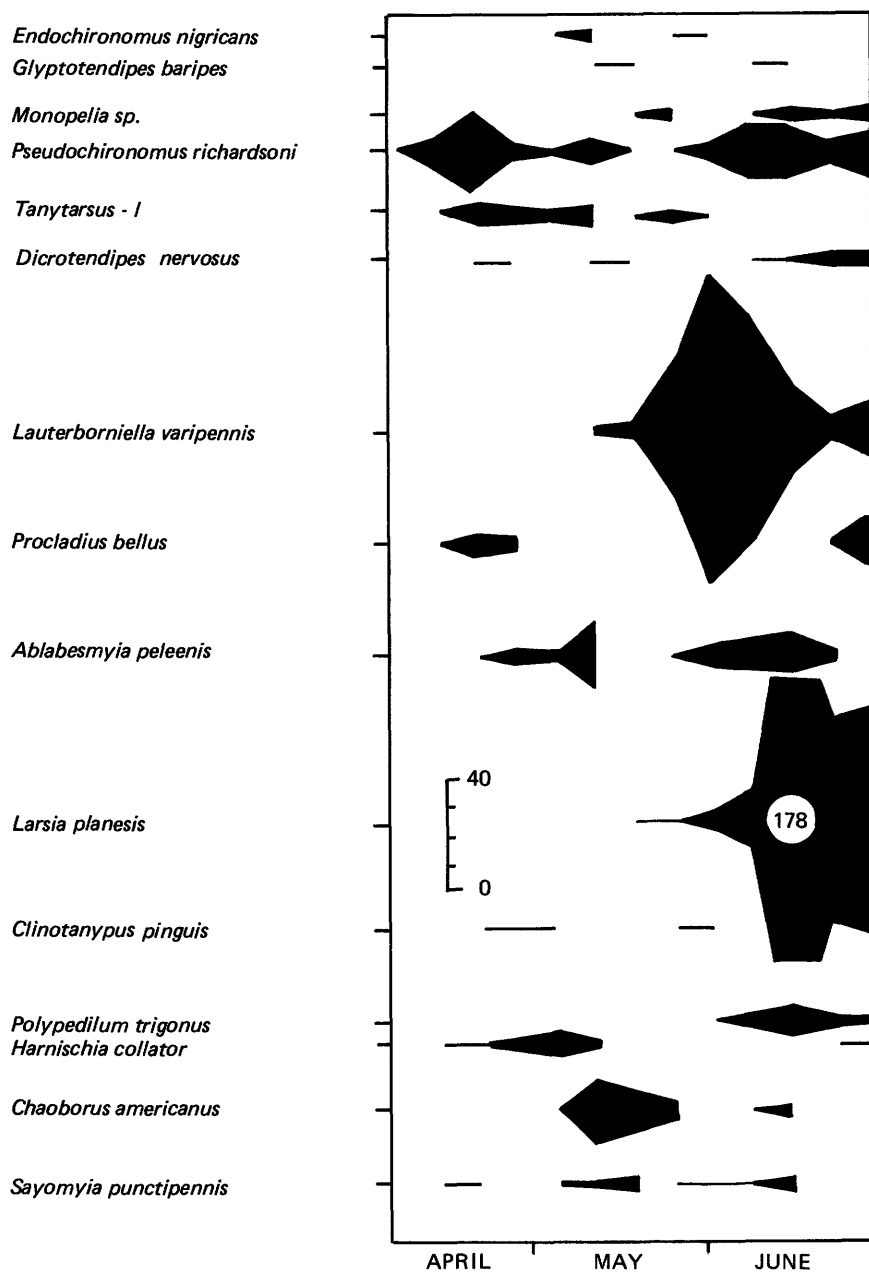 Endochironomus nigricans
Glyptotendipes baripes
Monopelia sp.
Pseudochironomus richardsoni
Tanytarsus - I
Dicrotendipes nervosus
Lauterborniella varipennis
Procladius bellus
Ablabesmyia peleenis
40
Larsia planesis
178
0
Clinotanypus pinguis
Polypedilum trigonus
Harnischia collator
Chaoborus americanus
Sayomyia punctipennis
APRIL MAY JUNE